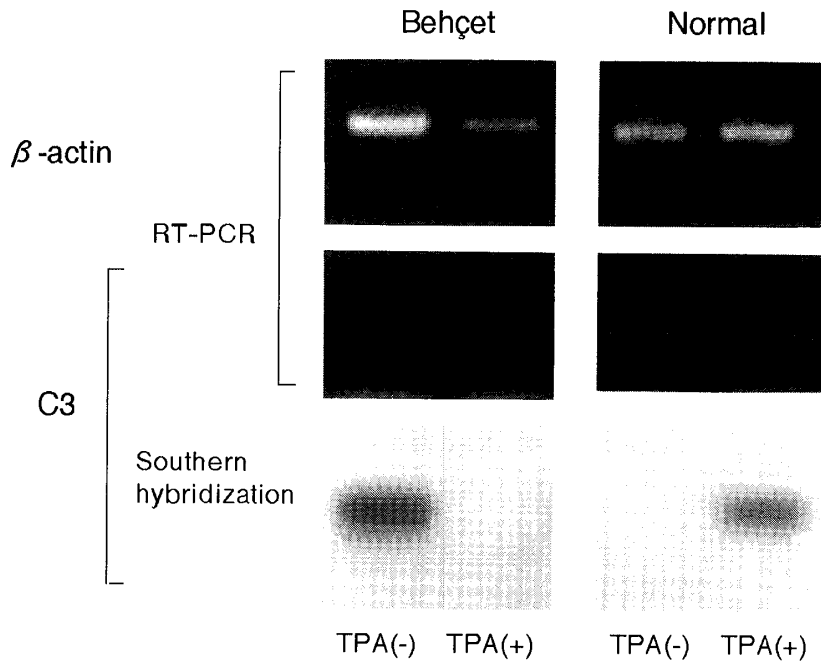 Behçet Normal
β-actin
RT-PCR
C3
Southern
hybridization
TPA(-) TPA(+) TPA(-) TPA(+)